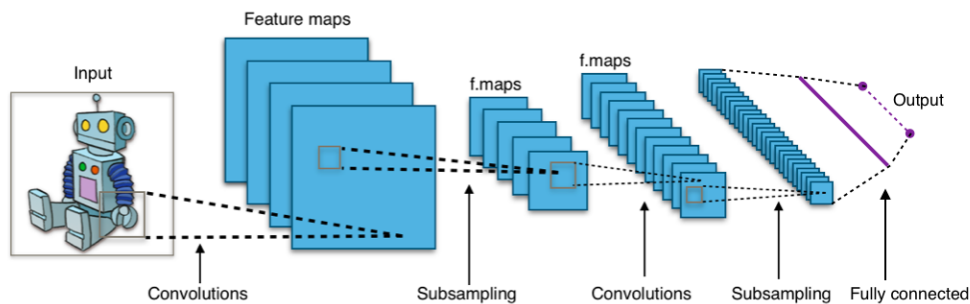 Feature maps
Input
f.maps
f.maps
Output
Convolutions
Subsampling
Convolutions
Subsampling
Fully connected